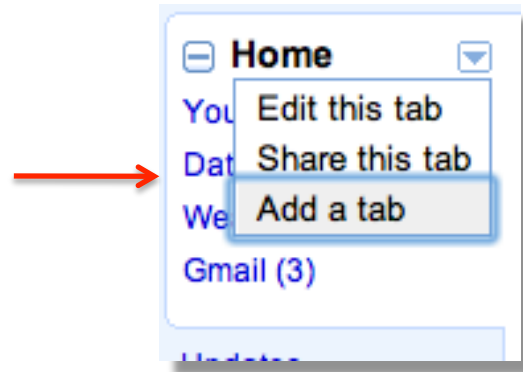 Home
You Edit this tab
Dat Share this tab
We Add a tab
Gmail (3)